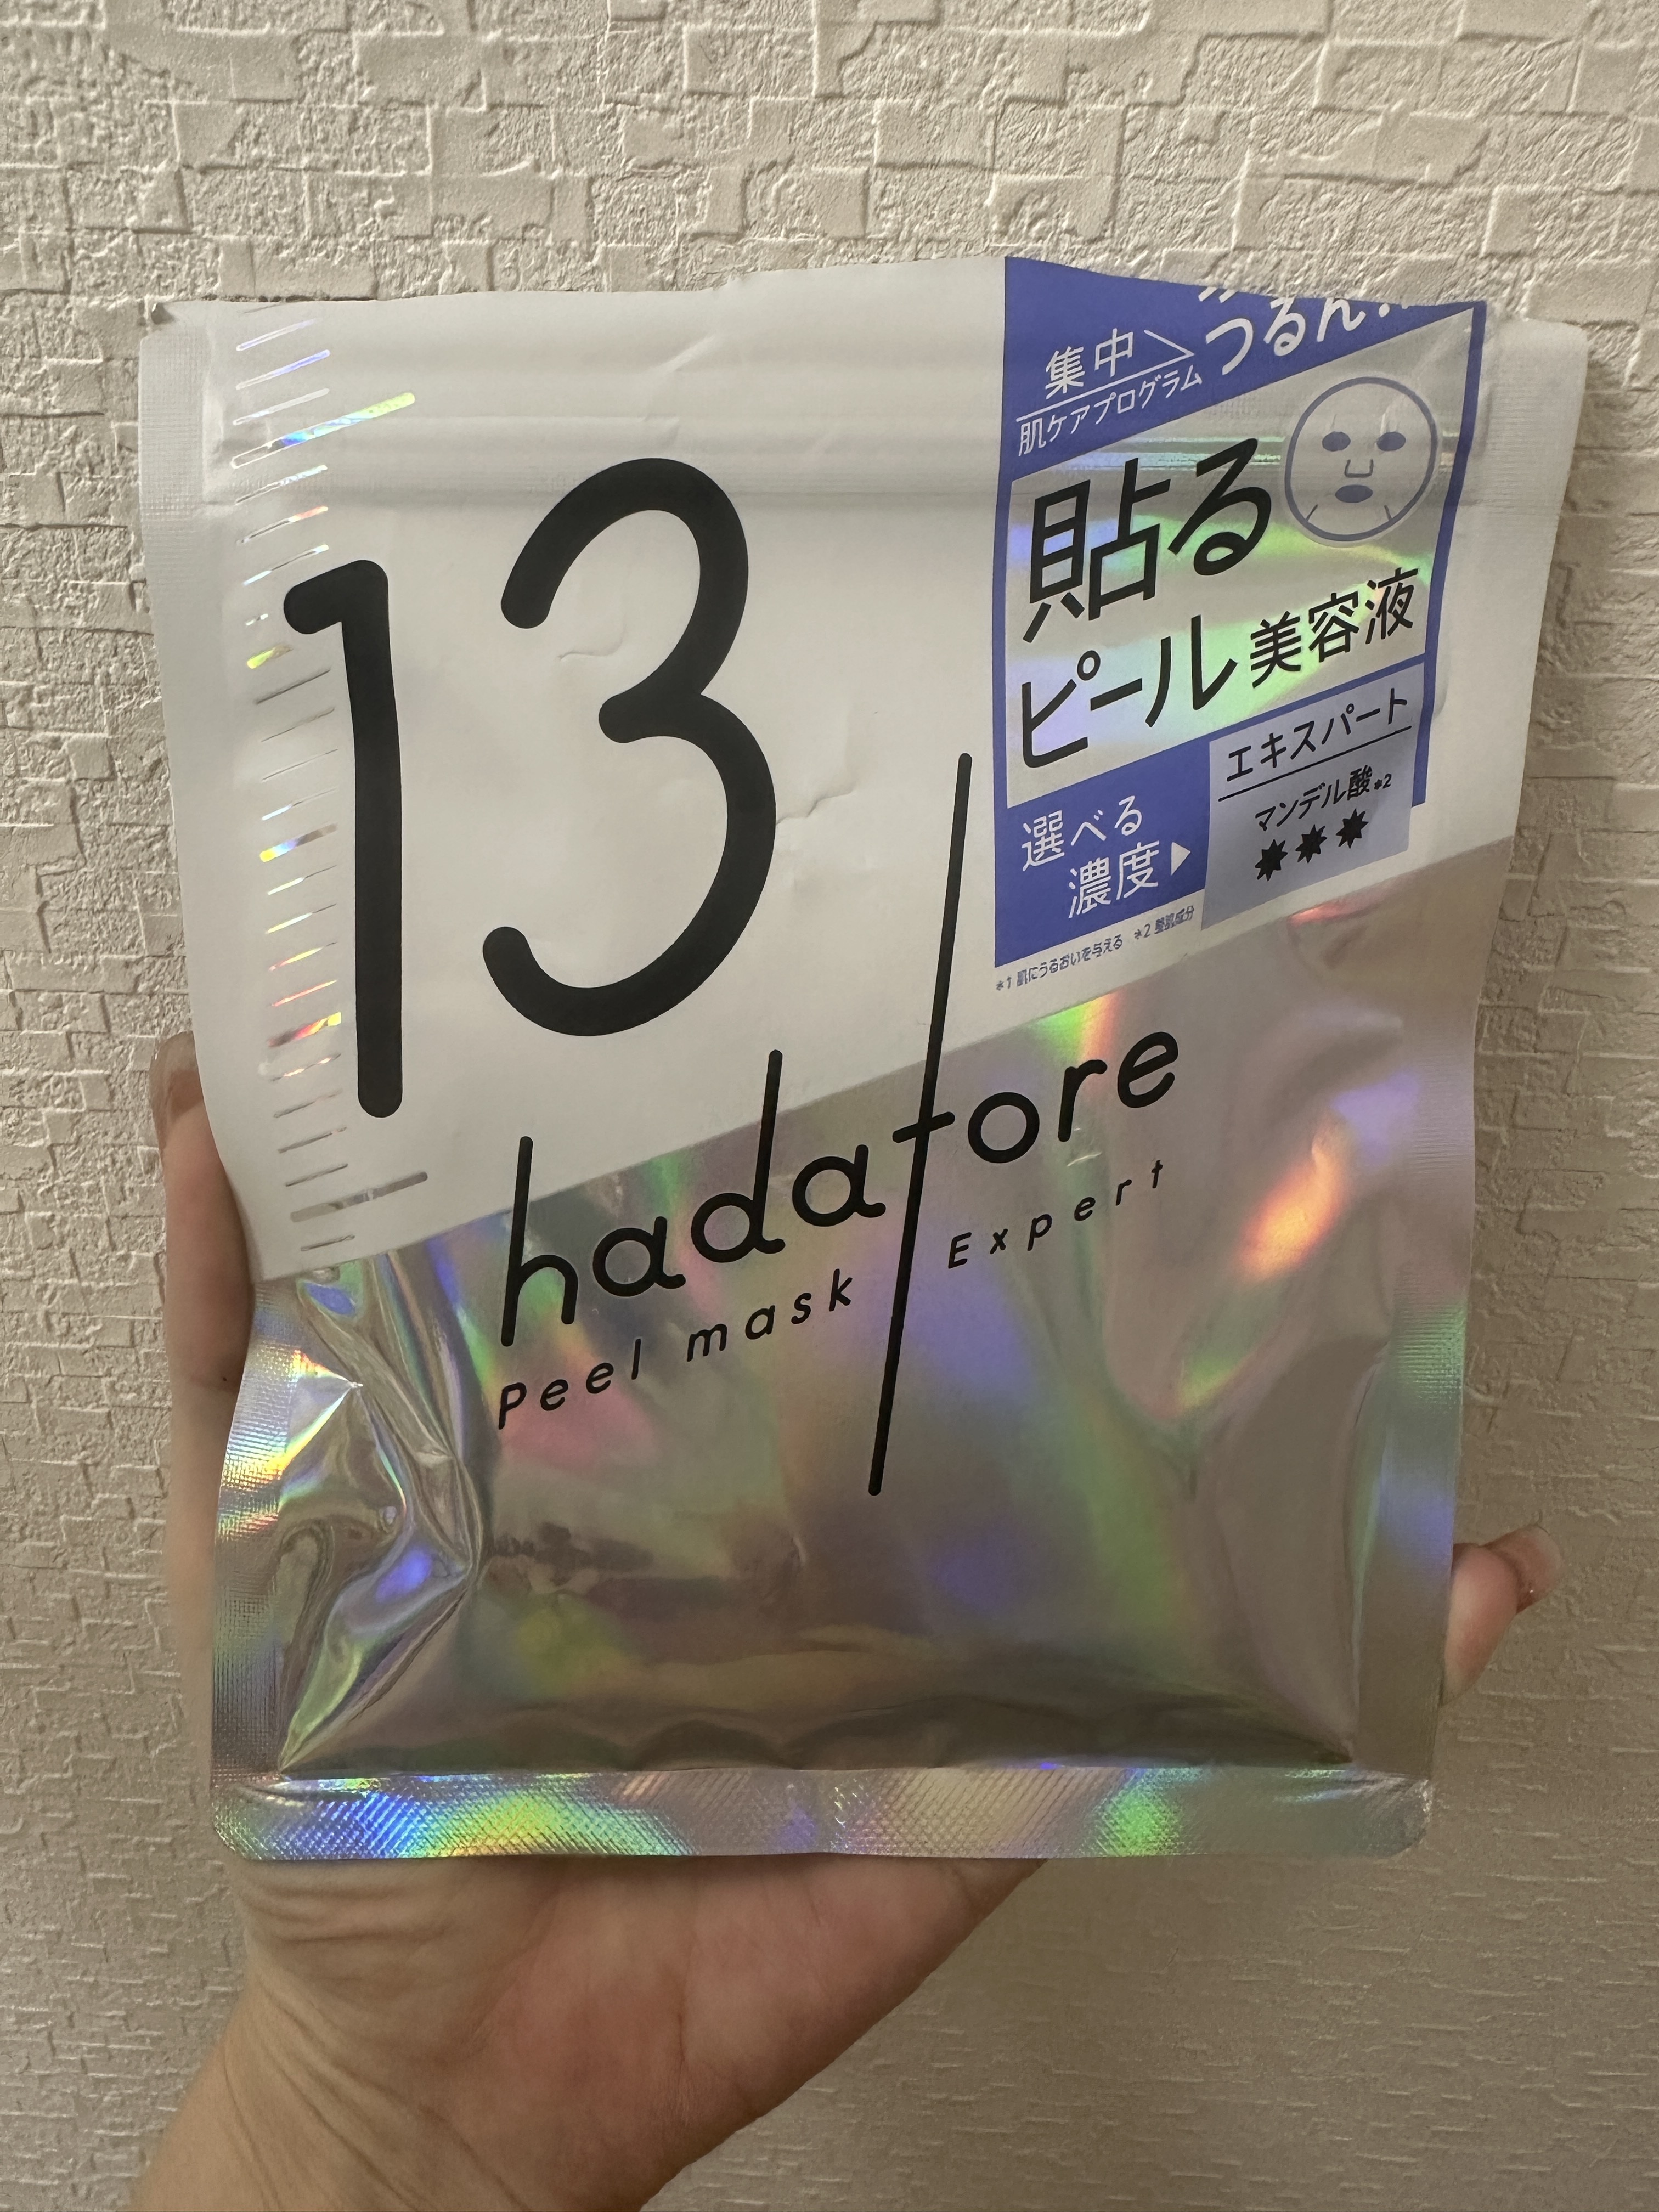 13
つるん
集中
肌ケアプログラム
貼る
ピール美容液
エキスパート
マンデル酸*2
選べる
濃度▶
*1 肌にうるおいを与える *2 整肌成分
hadatore
Peel mask Expert